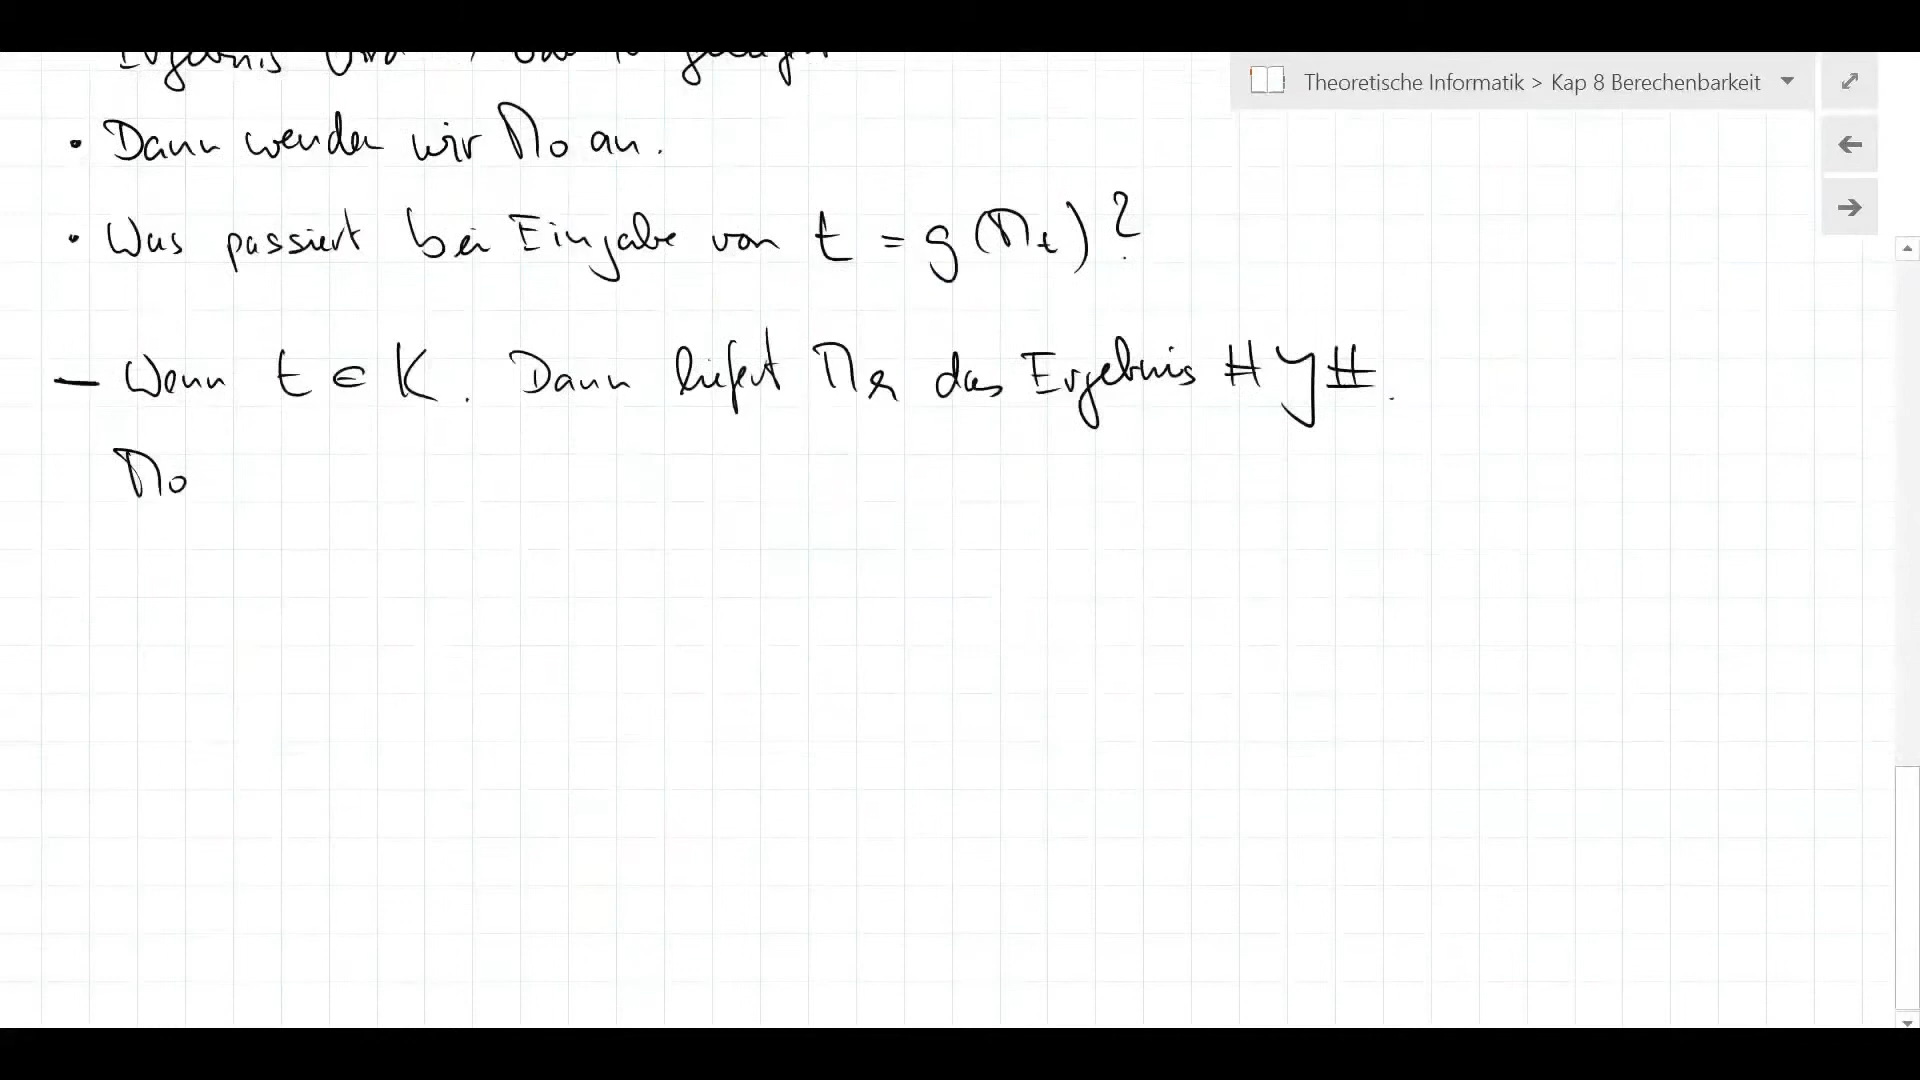 Ergebnis
Theoretische Informatik > Kap 8 Berechenbarkeit
• Dann wenden wir M₀ an.
• Was passiert bei Eingabe von t = g(Mₜ)?
— Wenn t ∈ K. Dann liefert M das Ergebnis #Y#.
M₀